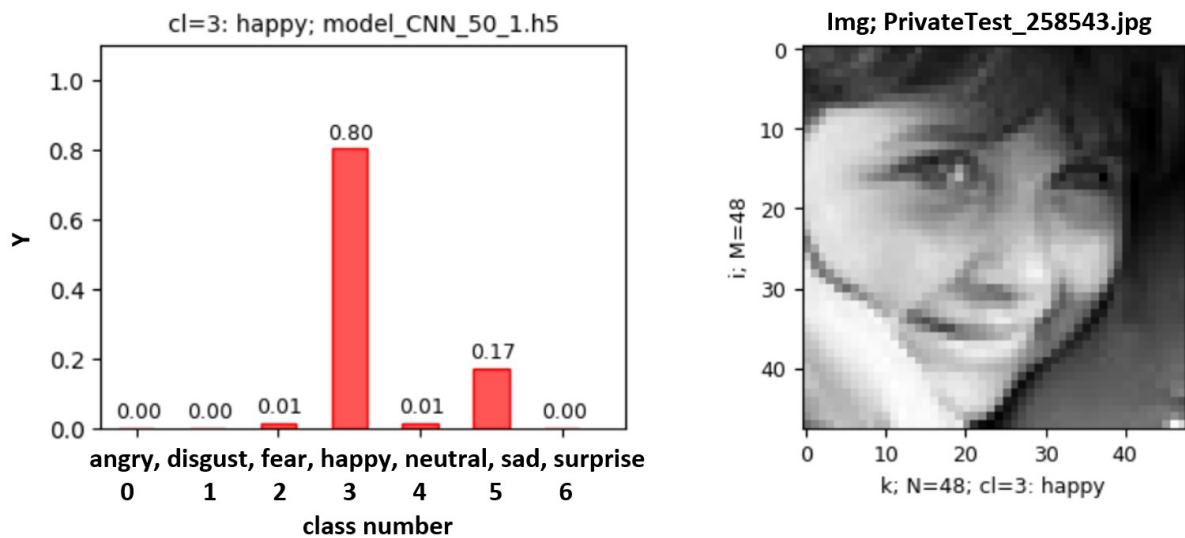 cl=3: happy; model_CNN_50_1.h5
Y
1.0
0.8
0.6
0.4
0.2
0.0
0.00 0.00 0.01 0.80 0.01 0.17 0.00
angry, disgust, fear, happy, neutral, sad, surprise
0 1 2 3 4 5 6
class number
Img; PrivateTest_258543.jpg
i; M=48
0
10
20
30
40
0 10 20 30 40
k; N=48; cl=3: happy